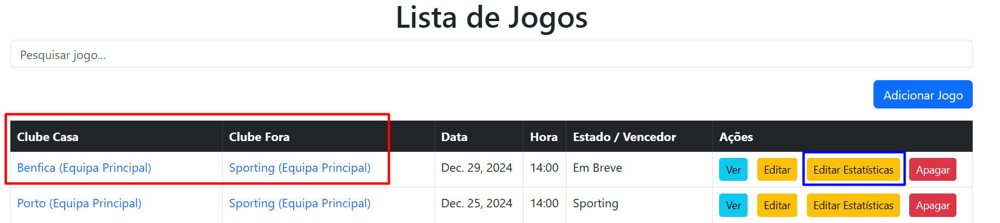 Lista de Jogos
Pesquisar jogo...
Adicionar Jogo
Clube Casa Clube Fora Data Hora Estado / Vencedor Ações
Benfica (Equipa Principal) Sporting (Equipa Principal) Dec. 29, 2024 14:00 Em Breve Ver Editar Editar Estatísticas Apagar
Porto (Equipa Principal) Sporting (Equipa Principal) Dec. 25, 2024 14:00 Sporting Ver Editar Editar Estatísticas Apagar